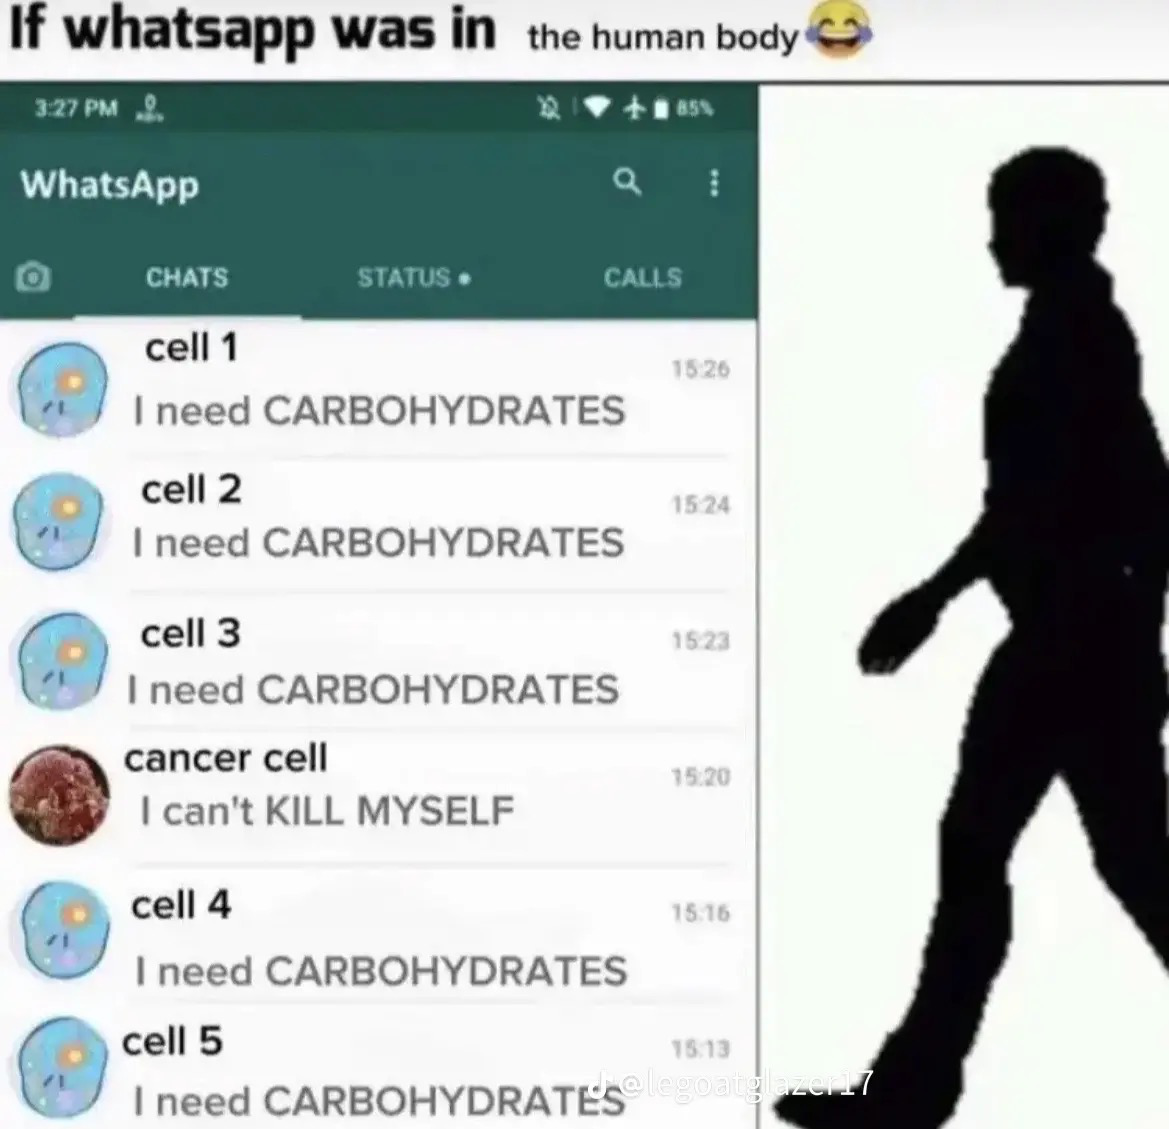 If whatsapp was in the human body😂
3:27 PM 85%
WhatsApp
CHATS STATUS • CALLS
cell 1
15:26
I need CARBOHYDRATES
cell 2
15:24
I need CARBOHYDRATES
cell 3
15:23
I need CARBOHYDRATES
cancer cell
15:20
I can't KILL MYSELF
cell 4
15:16
I need CARBOHYDRATES
cell 5
15:13
I need CARBOHYDRATES
@legoatglazer17